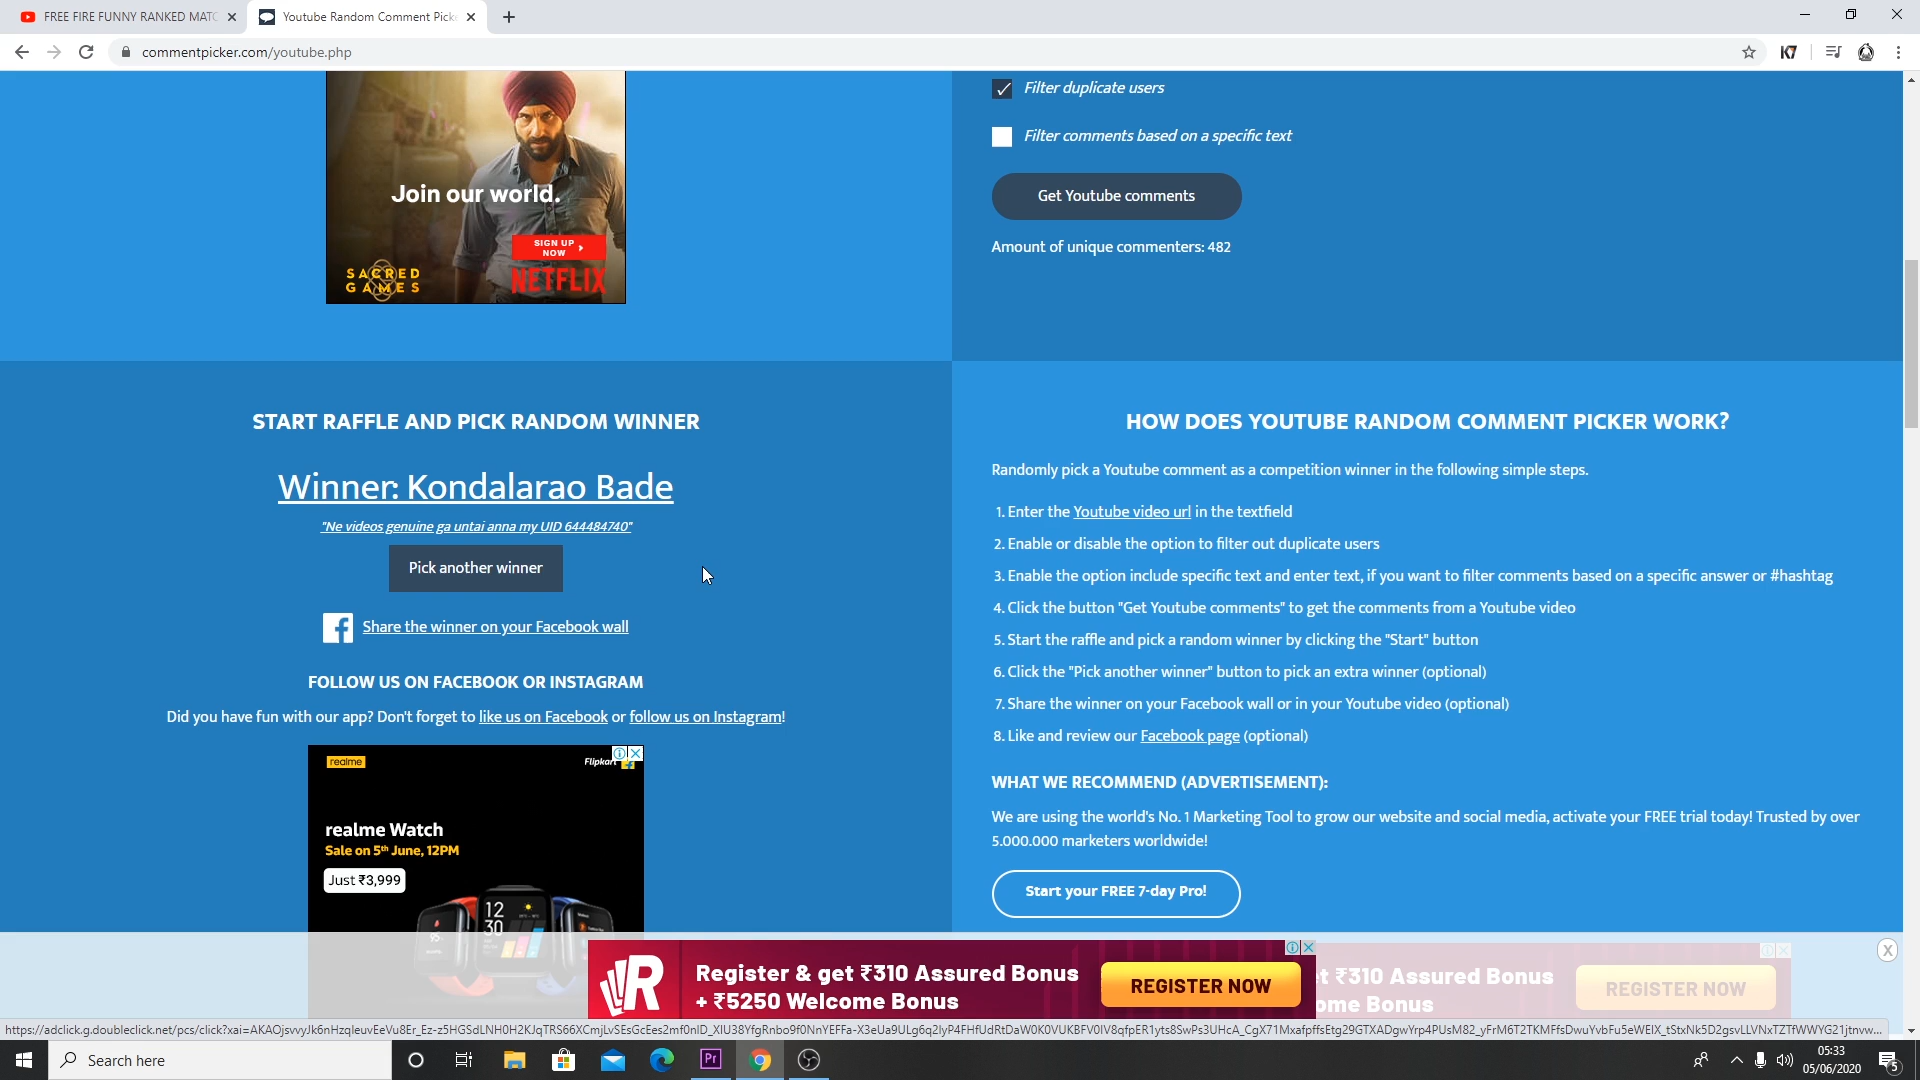 FREE FIRE FUNNY RANKED MATC
Youtube Random Comment Picke
commentpicker.com/youtube.php
K7
Join our world.
SIGN UP NOW
SACRED GAMES
NETFLIX
Filter duplicate users
Filter comments based on a specific text
Get Youtube comments
Amount of unique commenters: 482
START RAFFLE AND PICK RANDOM WINNER
Winner: Kondalarao Bade
"Ne videos genuine ga untai anna my UID 644484740"
Pick another winner
Share the winner on your Facebook wall
FOLLOW US ON FACEBOOK OR INSTAGRAM
Did you have fun with our app? Don't forget to like us on Facebook or follow us on Instagram!
realme
Flipkart
realme Watch
Sale on 5th June, 12PM
Just ₹3,999
12
30
HOW DOES YOUTUBE RANDOM COMMENT PICKER WORK?
Randomly pick a Youtube comment as a competition winner in the following simple steps.
1. Enter the Youtube video url in the textfield
2. Enable or disable the option to filter out duplicate users
3. Enable the option include specific text and enter text, if you want to filter comments based on a specific answer or #hashtag
4. Click the button "Get Youtube comments" to get the comments from a Youtube video
5. Start the raffle and pick a random winner by clicking the "Start" button
6. Click the "Pick another winner" button to pick an extra winner (optional)
7. Share the winner on your Facebook wall or in your Youtube video (optional)
8. Like and review our Facebook page (optional)
WHAT WE RECOMMEND (ADVERTISEMENT):
We are using the world's No. 1 Marketing Tool to grow our website and social media, activate your FREE trial today! Trusted by over
5.000.000 marketers worldwide!
Start your FREE 7-day Pro!
Register & get ₹310 Assured Bonus
+ ₹5250 Welcome Bonus
REGISTER NOW
et ₹310 Assured Bonus
ome Bonus
REGISTER NOW
Search here
Pr
05:33
05/06/2020
5